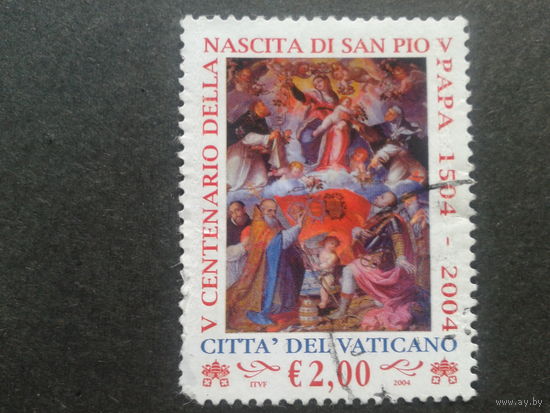 V CENTENARIO DELLA
NASCITA DI SAN PIO V
PAPA 1504 - 2004
CITTA' DEL VATICANO
€ 2,00
ITVF
2004
www.ay.by